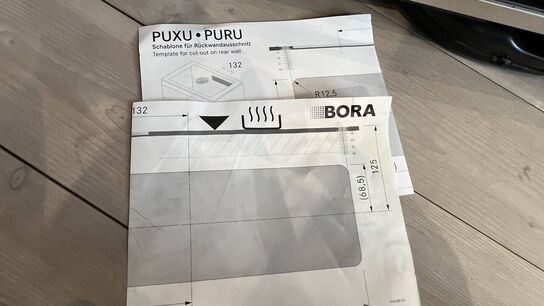 PUXU • PURU
Schablone für Rückwandausschnitt
Template for cut-out on rear wall
132
R12,5
132
BORA
(68,5)
125